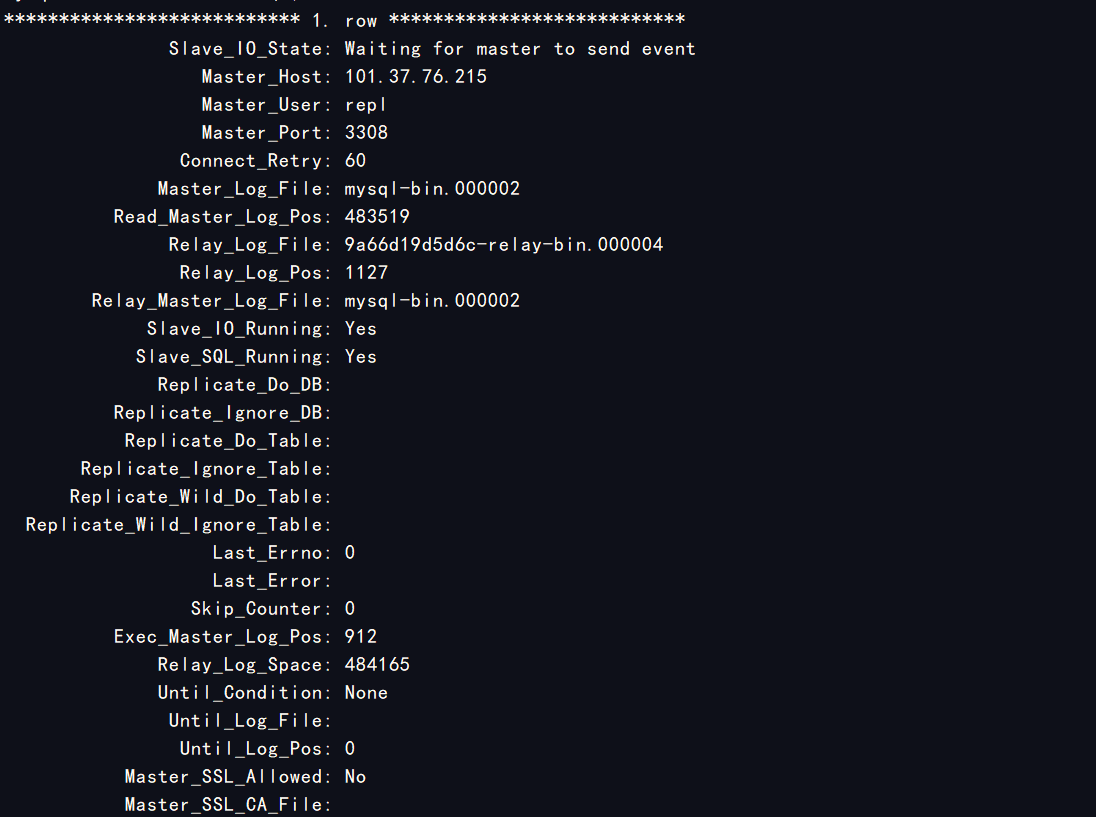 *************************** 1. row ***************************
Slave_IO_State: Waiting for master to send event
Master_Host: 101.37.76.215
Master_User: repl
Master_Port: 3308
Connect_Retry: 60
Master_Log_File: mysql-bin.000002
Read_Master_Log_Pos: 483519
Relay_Log_File: 9a66d19d5d6c-relay-bin.000004
Relay_Log_Pos: 1127
Relay_Master_Log_File: mysql-bin.000002
Slave_IO_Running: Yes
Slave_SQL_Running: Yes
Replicate_Do_DB:
Replicate_Ignore_DB:
Replicate_Do_Table:
Replicate_Ignore_Table:
Replicate_Wild_Do_Table:
Replicate_Wild_Ignore_Table:
Last_Errno: 0
Last_Error:
Skip_Counter: 0
Exec_Master_Log_Pos: 912
Relay_Log_Space: 484165
Until_Condition: None
Until_Log_File:
Until_Log_Pos: 0
Master_SSL_Allowed: No
Master_SSL_CA_File: